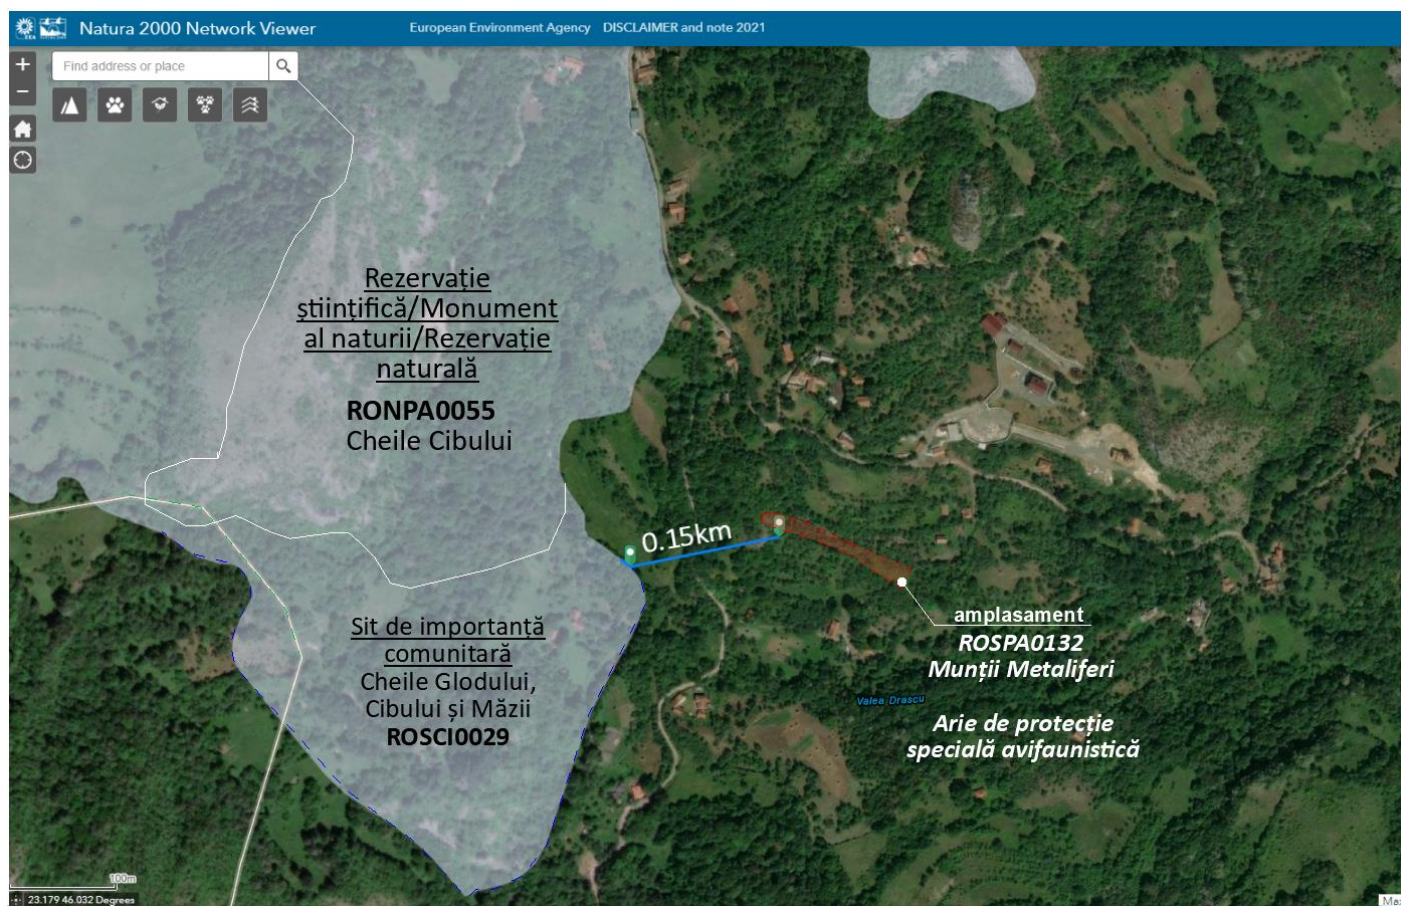 Natura 2000 Network Viewer
European Environment Agency DISCLAIMER and note 2021
Find address or place
Rezervație
științifică/Monument
al naturii/Rezervație
naturală
RONPA0055
Cheile Cibului
0.15km
Sit de importanță
comunitară
Cheile Glodului,
Cibului și Măzii
ROSCI0029
amplasament
ROSPA0132
Munții Metaliferi
Valea Drascu
Arie de protecție
specială avifaunistică
100m
23.179 46.032 Degrees